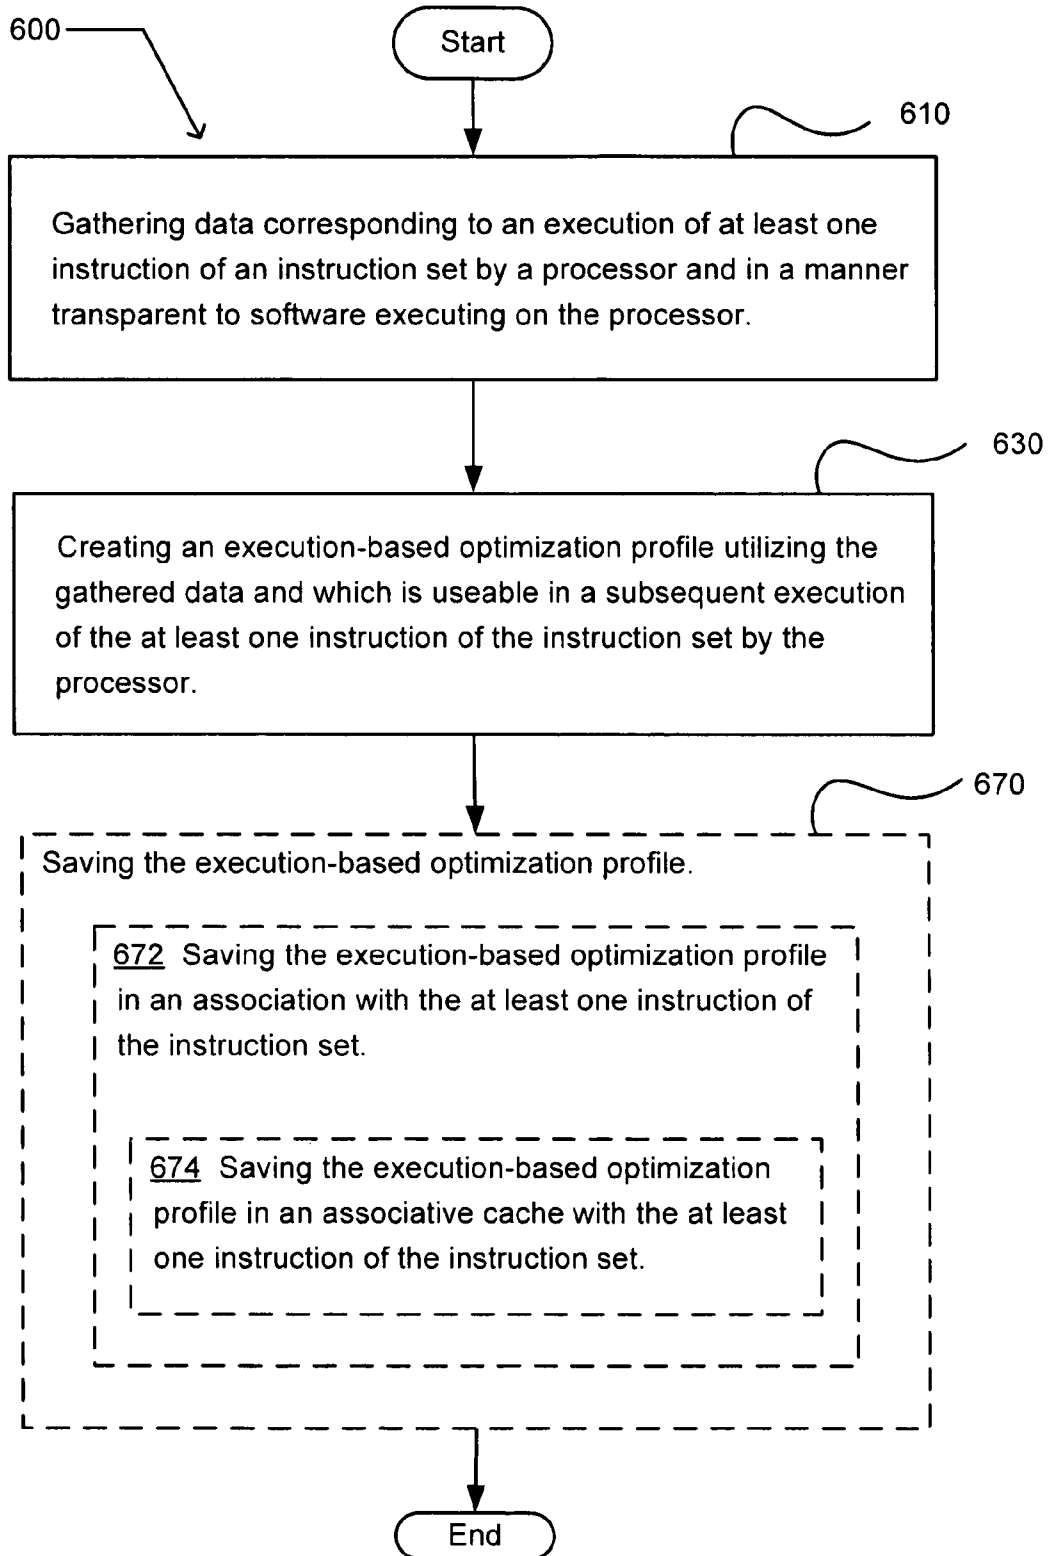 600
Start
610
Gathering data corresponding to an execution of at least one
instruction of an instruction set by a processor and in a manner
transparent to software executing on the processor.
630
Creating an execution-based optimization profile utilizing the
gathered data and which is useable in a subsequent execution
of the at least one instruction of the instruction set by the
processor.
670
Saving the execution-based optimization profile.
672 Saving the execution-based optimization profile
in an association with the at least one instruction of
the instruction set.
674 Saving the execution-based optimization
profile in an associative cache with the at least
one instruction of the instruction set.
End